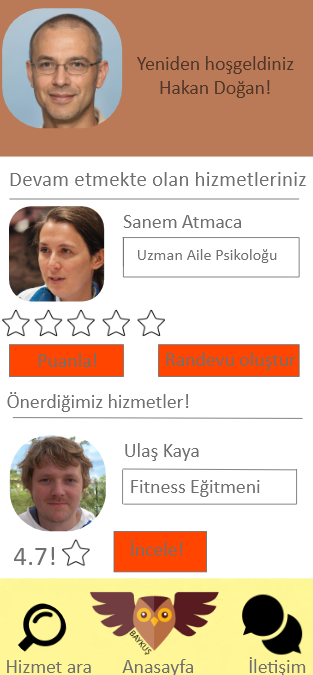 Yeniden hoşgeldiniz
Hakan Doğan!
Devam etmekte olan hizmetleriniz
Sanem Atmaca
Uzman Aile Psikoloğu
Puanla!
Randevu oluştur
Önerdiğimiz hizmetler!
Ulaş Kaya
Fitness Eğitmeni
4.7!
İncele!
BAYKUŞ
Hizmet ara
Anasayfa
İletişim